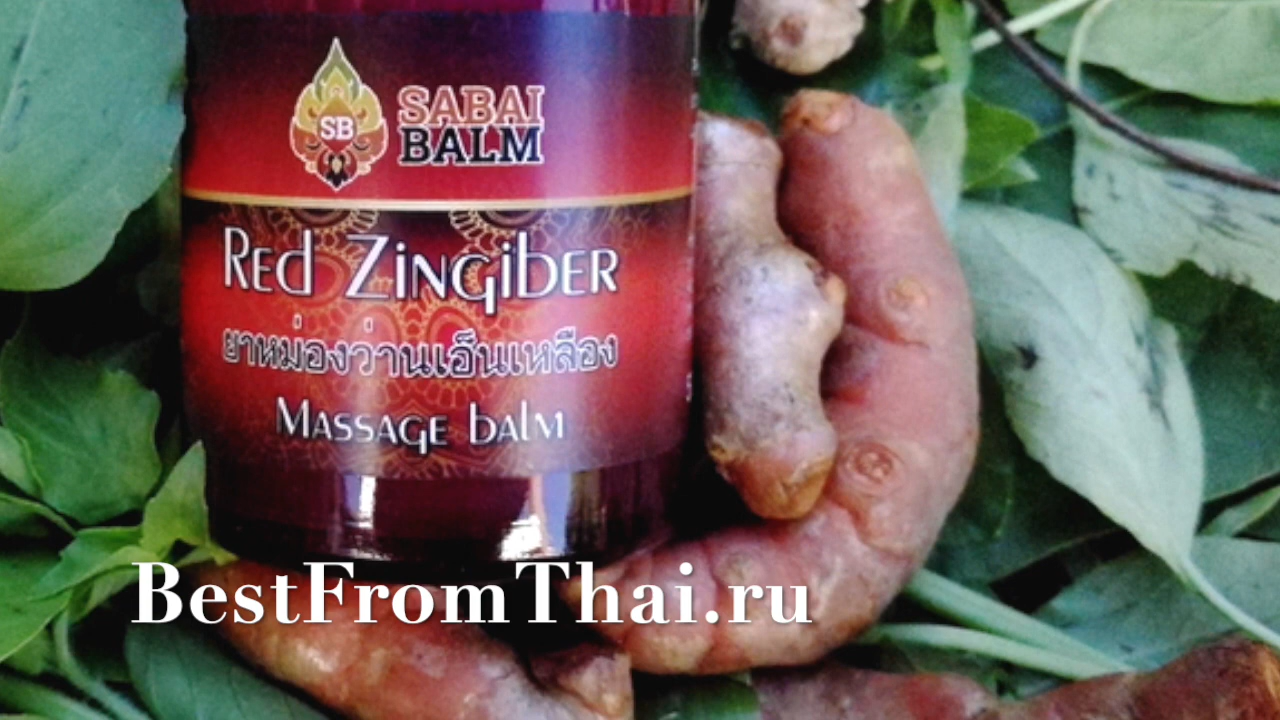 SB
SABAI
BALM
Red Zingiber
ยาหม่องว่านเอ็นเหลือง
Massage balm
BestFromThai.ru